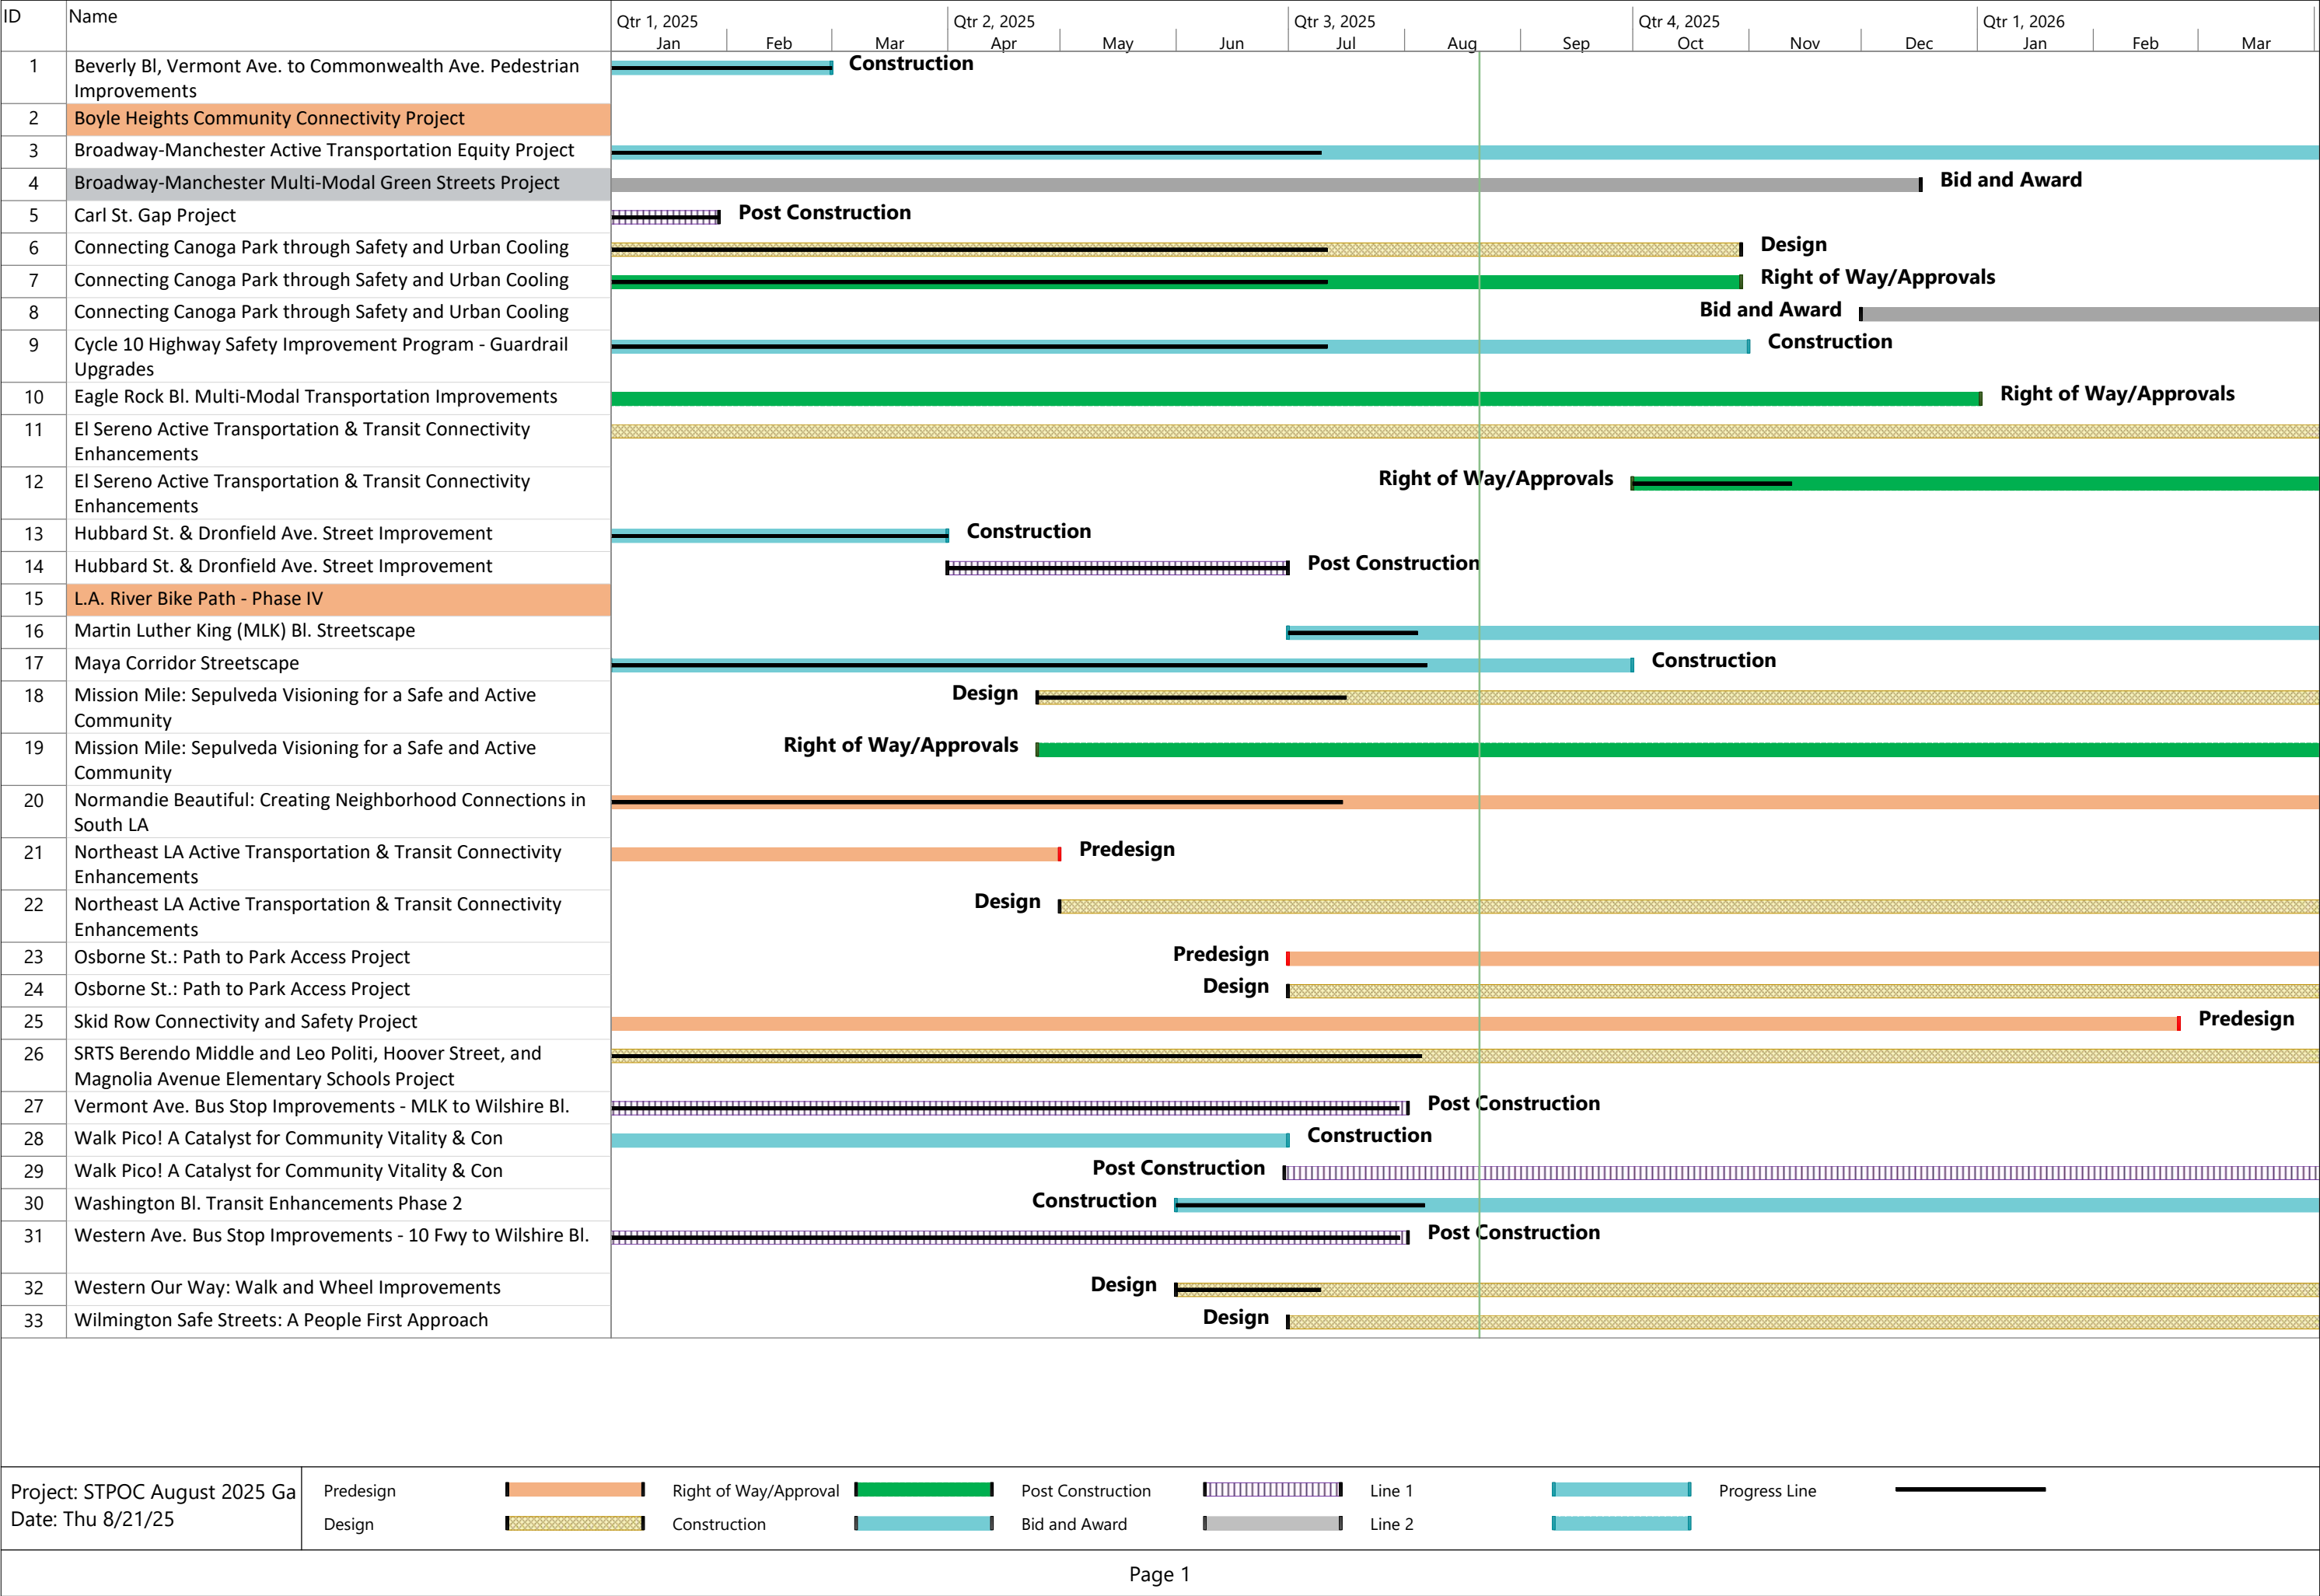 ID
Name
Qtr 1, 2025
Qtr 2, 2025
Qtr 3, 2025
Qtr 4, 2025
Qtr 1, 2026
Jan
Feb
Mar
Apr
May
Jun
Jul
Aug
Sep
Oct
Nov
Dec
Jan
Feb
Mar
1
Beverly Bl, Vermont Ave. to Commonwealth Ave. Pedestrian
Improvements
Construction
2
Boyle Heights Community Connectivity Project
3
Broadway-Manchester Active Transportation Equity Project
4
Broadway-Manchester Multi-Modal Green Streets Project
Bid and Award
5
Carl St. Gap Project
Post Construction
6
Connecting Canoga Park through Safety and Urban Cooling
Design
7
Connecting Canoga Park through Safety and Urban Cooling
Right of Way/Approvals
8
Connecting Canoga Park through Safety and Urban Cooling
Bid and Award
9
Cycle 10 Highway Safety Improvement Program - Guardrail
Upgrades
Construction
10
Eagle Rock Bl. Multi-Modal Transportation Improvements
Right of Way/Approvals
11
El Sereno Active Transportation & Transit Connectivity
Enhancements
12
El Sereno Active Transportation & Transit Connectivity
Enhancements
Right of Way/Approvals
13
Hubbard St. & Dronfield Ave. Street Improvement
Construction
14
Hubbard St. & Dronfield Ave. Street Improvement
Post Construction
15
L.A. River Bike Path - Phase IV
16
Martin Luther King (MLK) Bl. Streetscape
17
Maya Corridor Streetscape
Construction
18
Mission Mile: Sepulveda Visioning for a Safe and Active
Community
Design
19
Mission Mile: Sepulveda Visioning for a Safe and Active
Community
Right of Way/Approvals
20
Normandie Beautiful: Creating Neighborhood Connections in
South LA
21
Northeast LA Active Transportation & Transit Connectivity
Enhancements
Predesign
22
Northeast LA Active Transportation & Transit Connectivity
Enhancements
Design
23
Osborne St.: Path to Park Access Project
Predesign
24
Osborne St.: Path to Park Access Project
Design
25
Skid Row Connectivity and Safety Project
Predesign
26
SRTS Berendo Middle and Leo Politi, Hoover Street, and
Magnolia Avenue Elementary Schools Project
27
Vermont Ave. Bus Stop Improvements - MLK to Wilshire Bl.
Post Construction
28
Walk Pico! A Catalyst for Community Vitality & Con
Construction
29
Walk Pico! A Catalyst for Community Vitality & Con
Post Construction
30
Washington Bl. Transit Enhancements Phase 2
Construction
31
Western Ave. Bus Stop Improvements - 10 Fwy to Wilshire Bl.
Post Construction
32
Western Our Way: Walk and Wheel Improvements
Design
33
Wilmington Safe Streets: A People First Approach
Design
Project: STPOC August 2025 Ga
Date: Thu 8/21/25
Predesign
Right of Way/Approval
Post Construction
Line 1
Progress Line
Design
Construction
Bid and Award
Line 2
Page 1